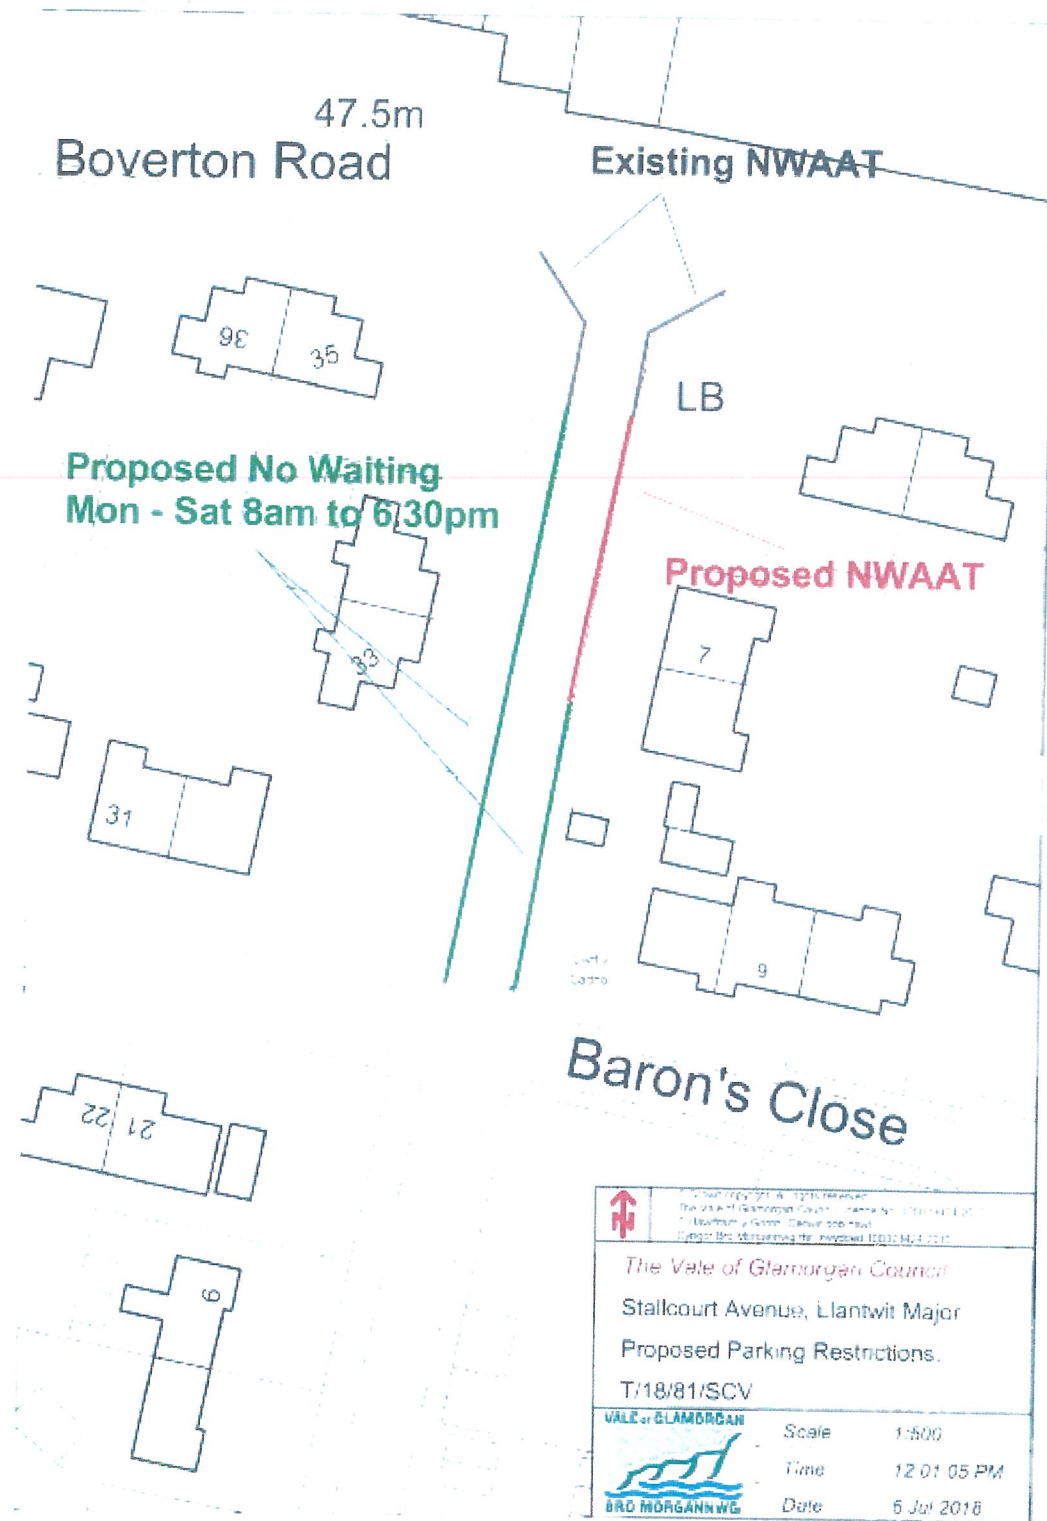 47.5m
Boverton Road
Existing NWAAT
36
35
LB
Proposed No Waiting
Mon - Sat 8am to 6.30pm
Proposed NWAAT
7
33
31
9
Baron's Close
22
21
6
N
The Vale of Glamorgan Council
Stallcourt Avenue, Llantwit Major
Proposed Parking Restrictions.
T/18/81/SCV
VALE of GLAMORGAN
BRO MORGANNWG
Scale 1:500
Time 12:01:05 PM
Date 6 Jul 2018